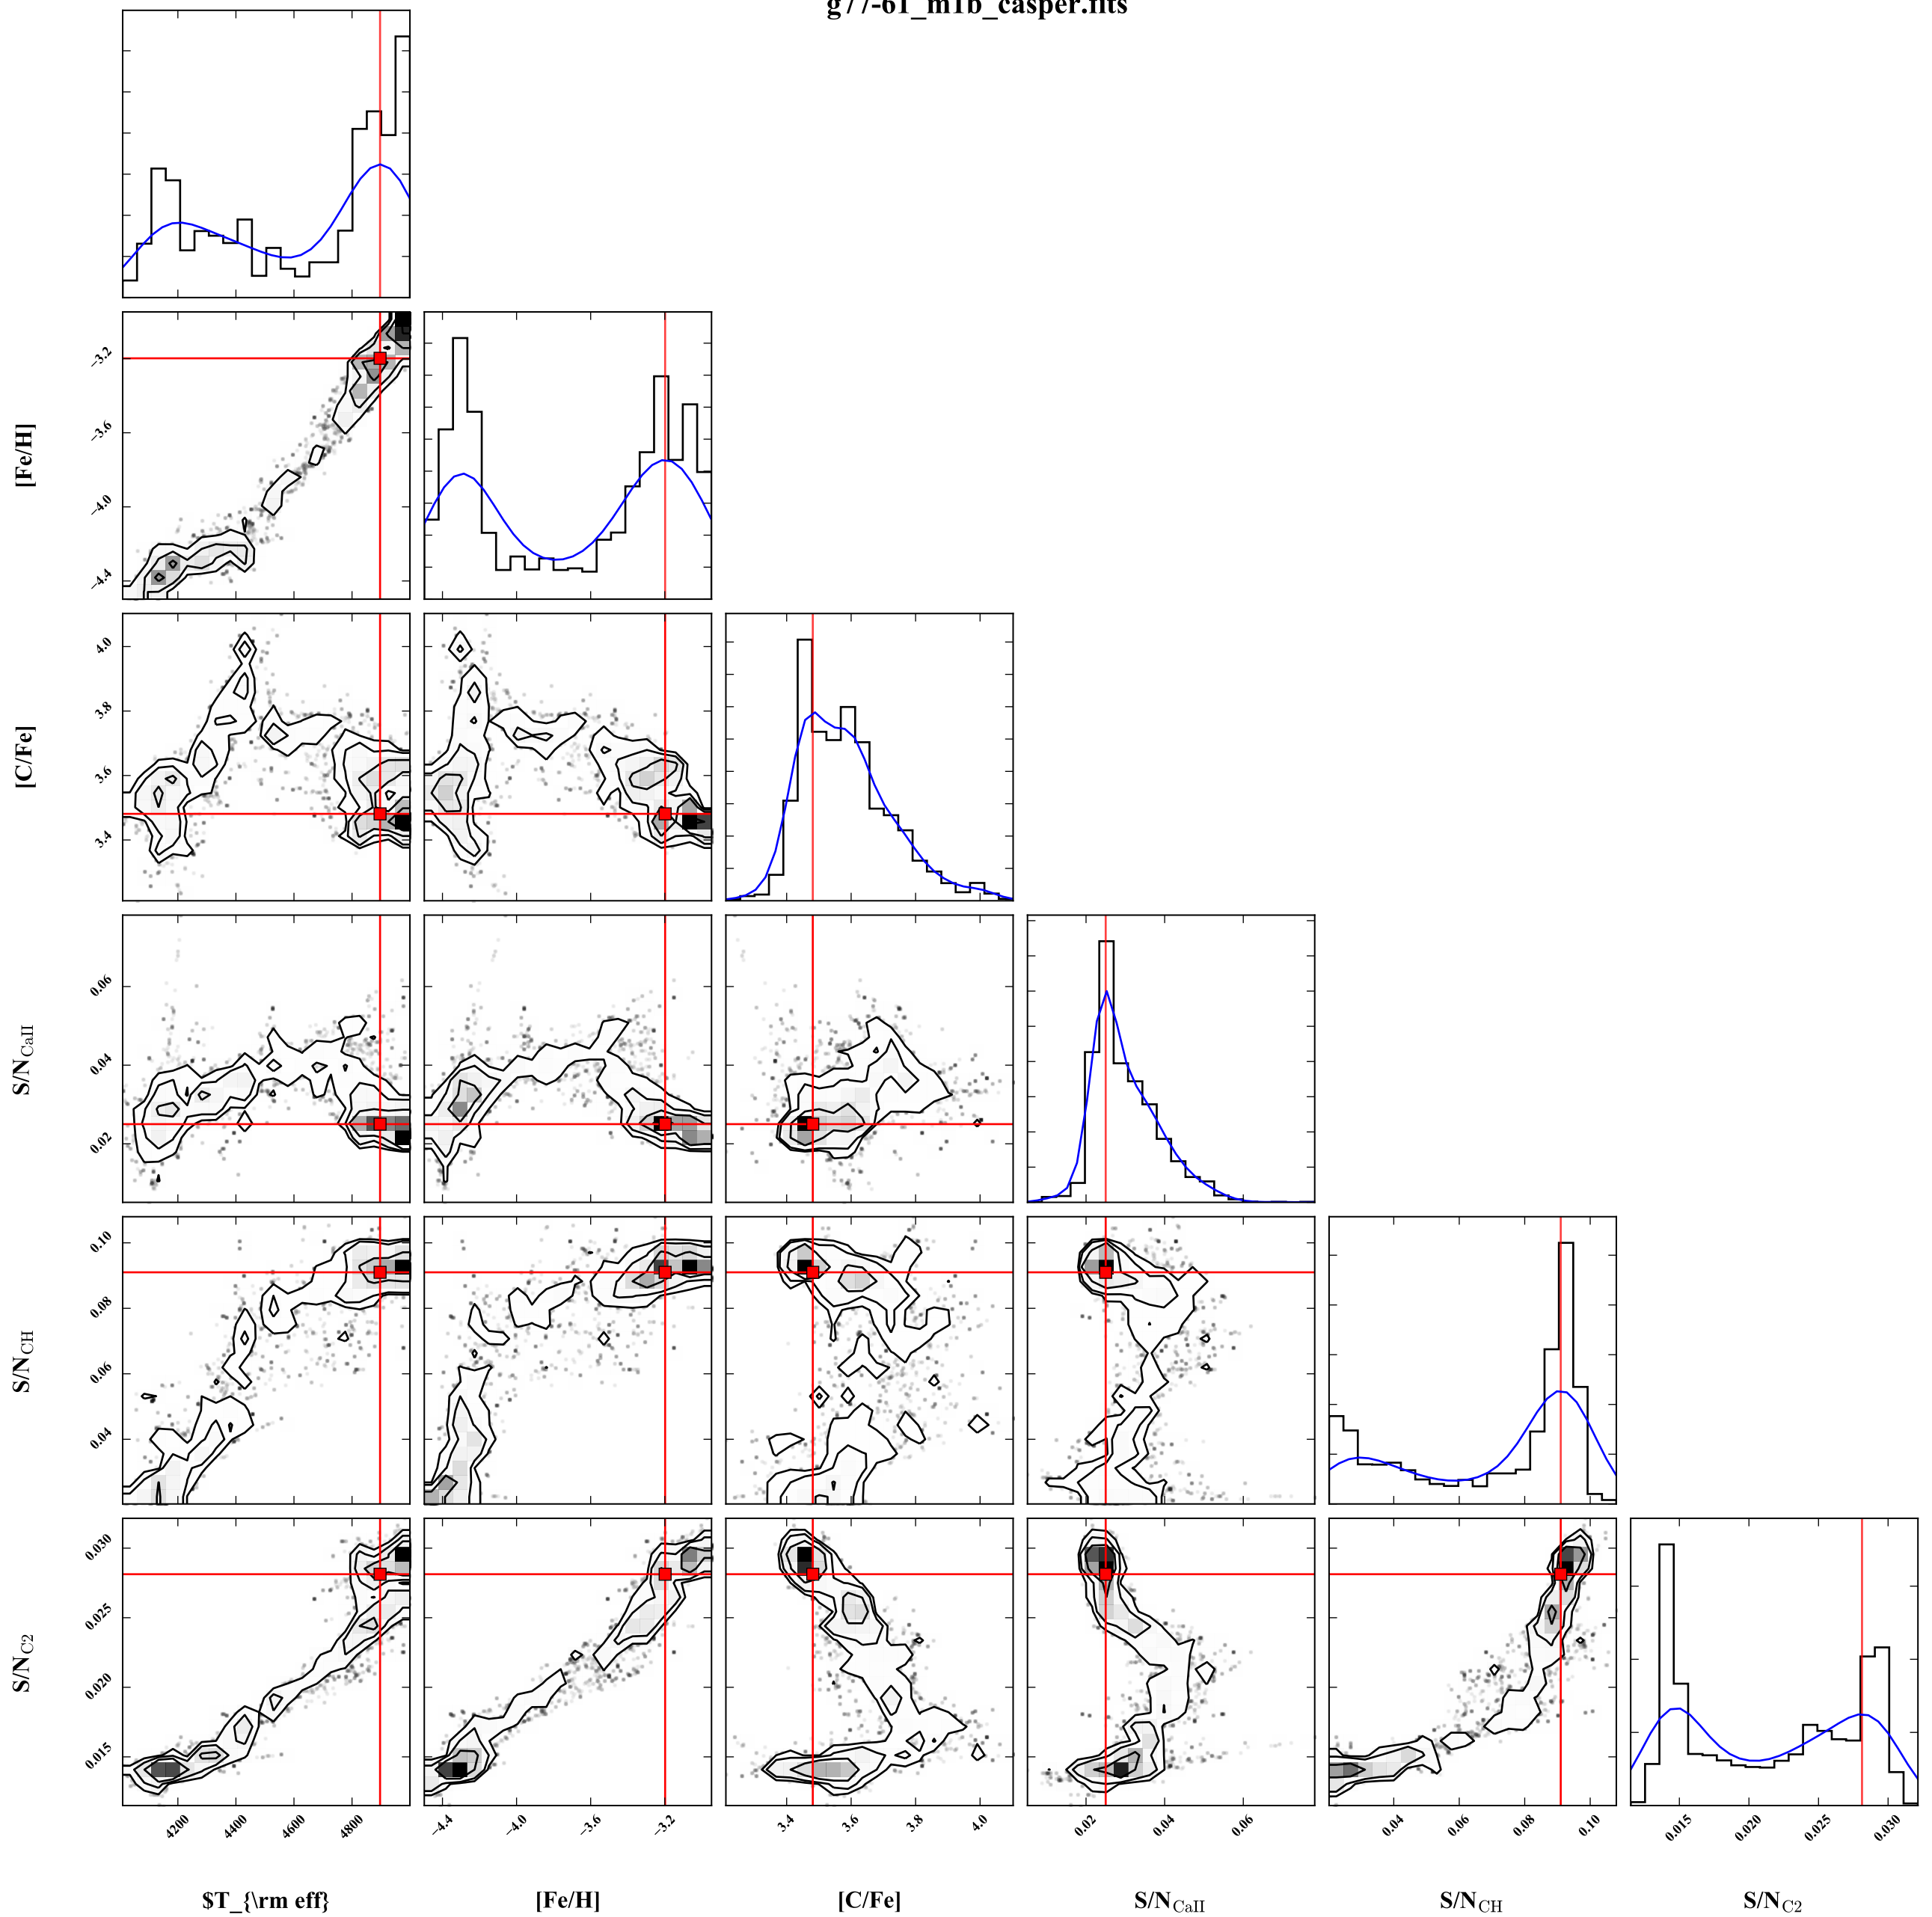 g77-61_m1b_casper.fits
[Fe/H]
−3.2
−3.6
−4.0
−4.4
[C/Fe]
4.0
3.8
3.6
3.4
S/N_CaII
0.06
0.04
0.02
S/N_CH
0.10
0.08
0.06
0.04
S/N_C2
0.030
0.025
0.020
0.015
4200 4400 4600 4800 −4.4 −4.0 −3.6 −3.2 3.4 3.6 3.8 4.0 0.02 0.04 0.06 0.04 0.06 0.08 0.10 0.015 0.020 0.025 0.030
$T_{\rm eff} [Fe/H] [C/Fe] S/N_CaII S/N_CH S/N_C2